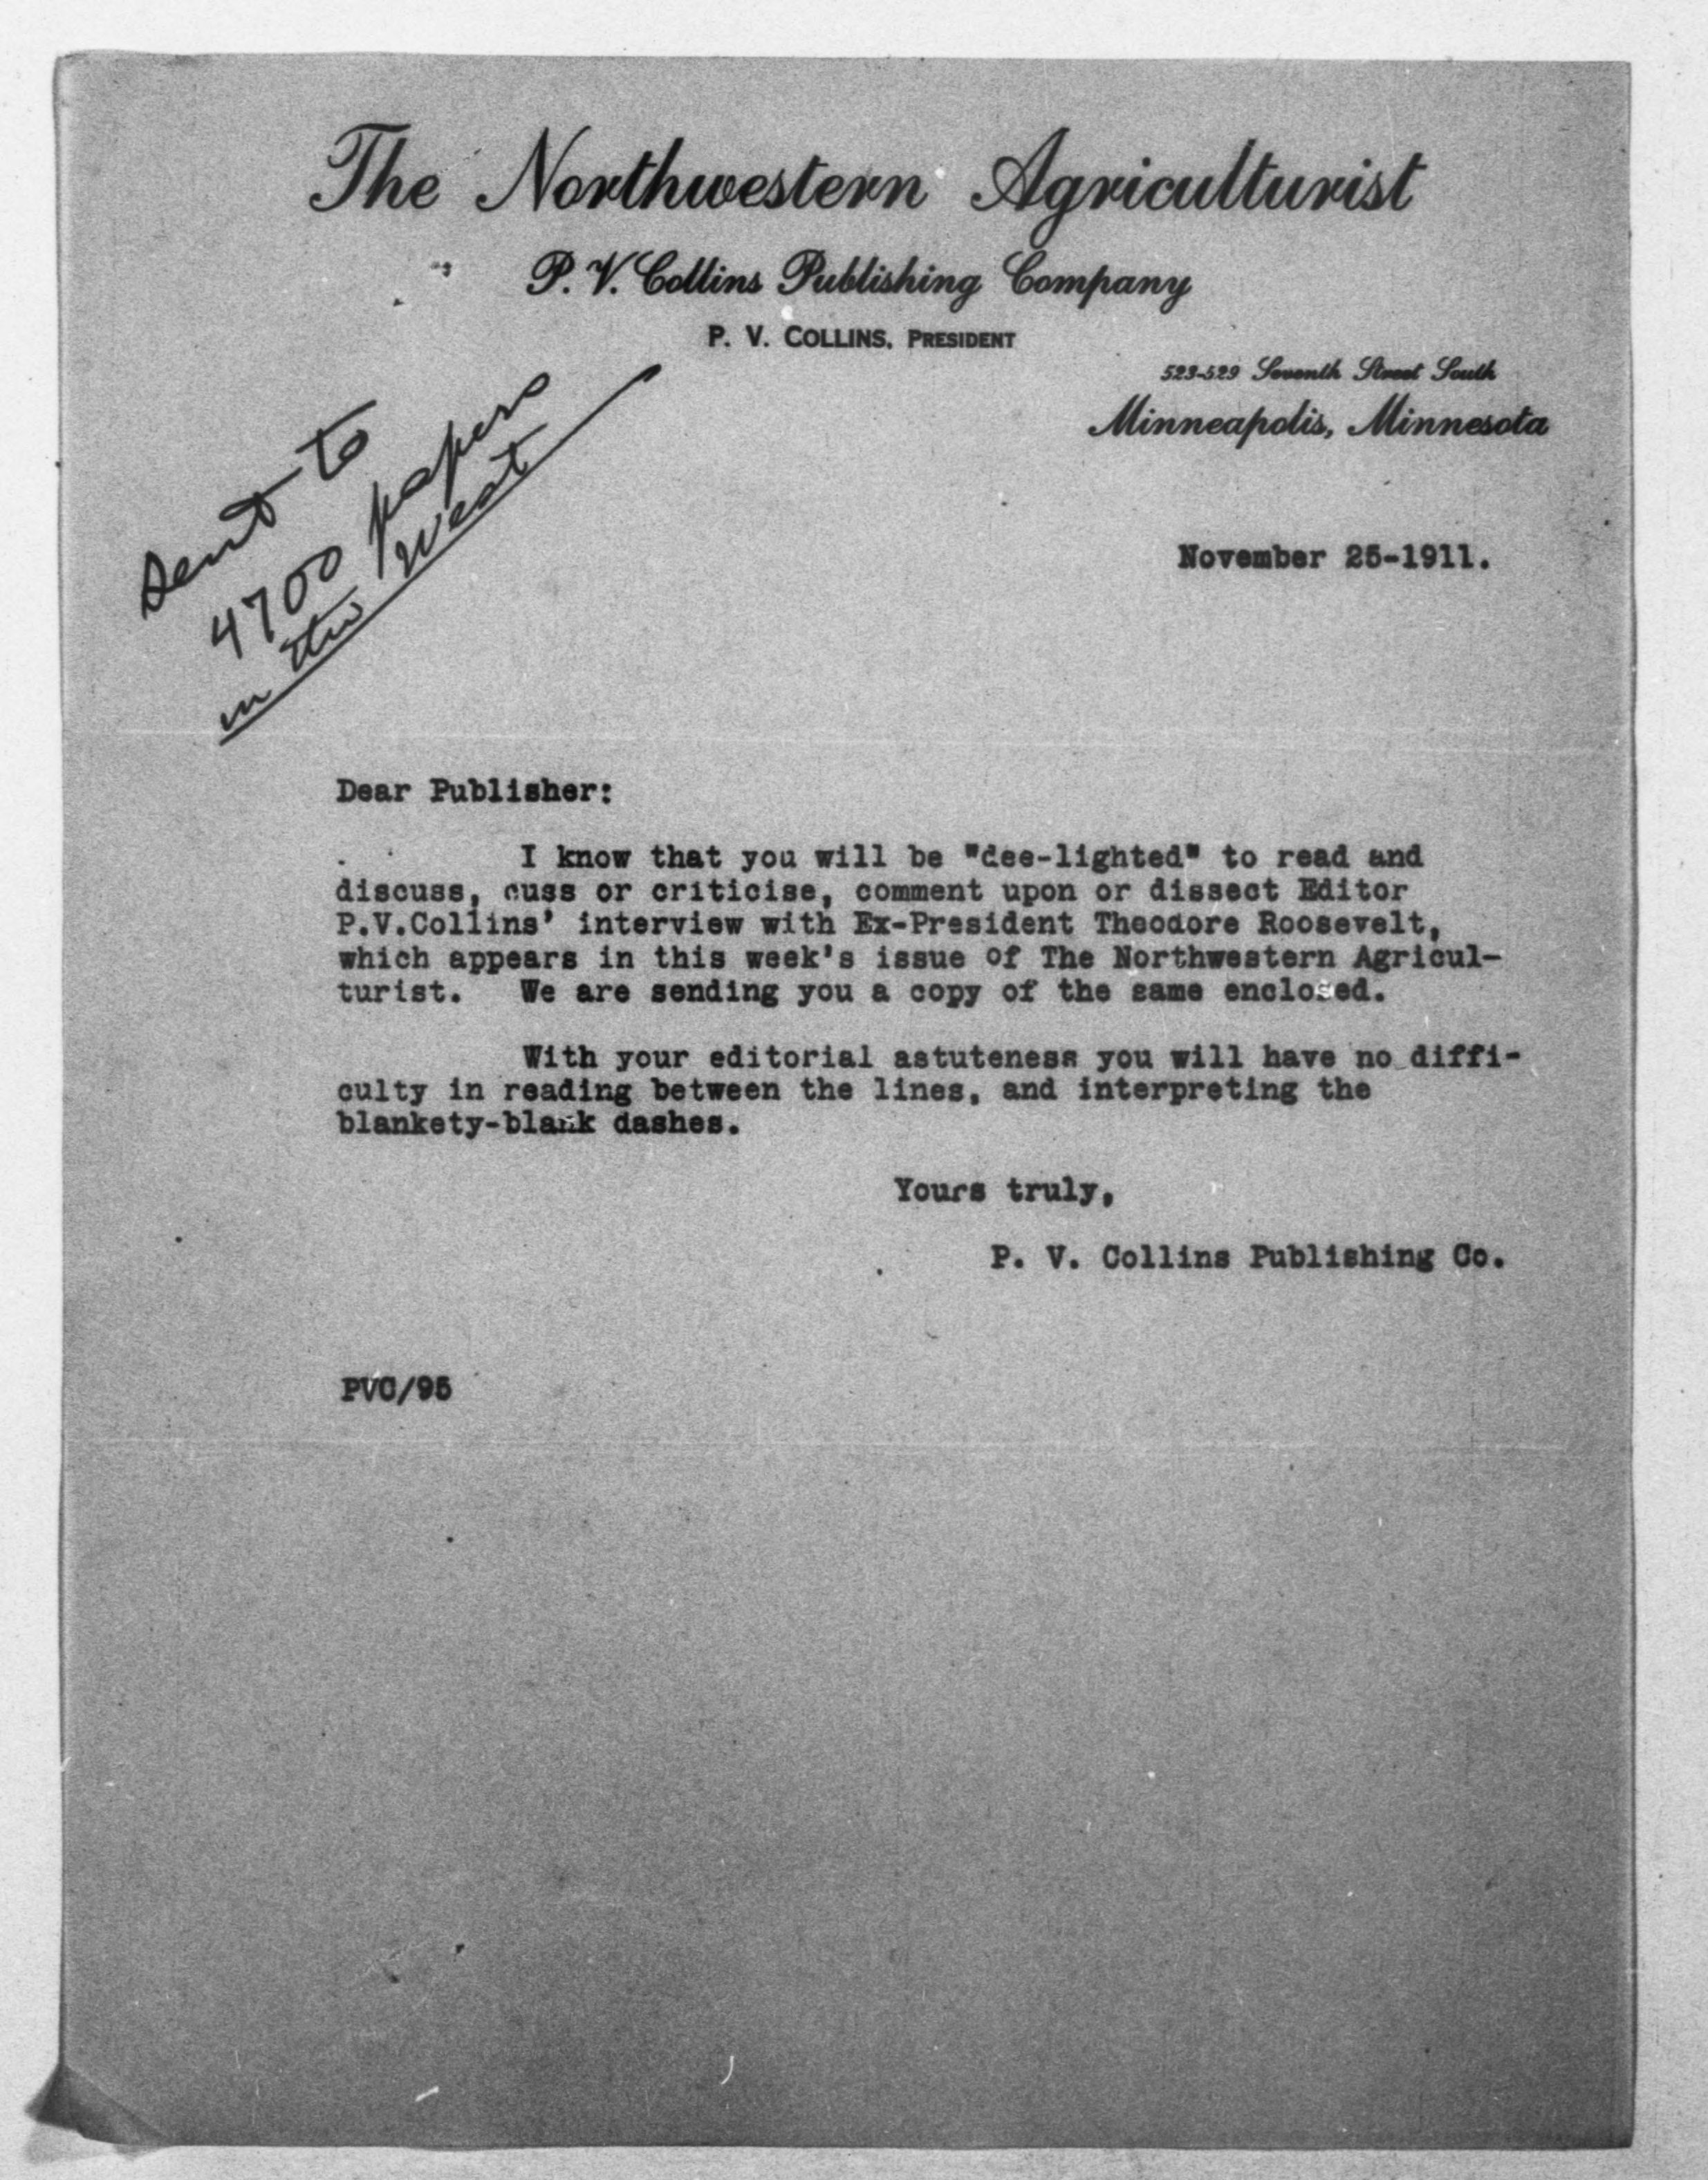 The Northwestern Agriculturist
P. V. Collins Publishing Company
P. V. COLLINS, PRESIDENT
523-529 Seventh Street South
Minneapolis, Minnesota
Sent to
4700 papers
in the West
November 25-1911.
Dear Publisher:
I know that you will be "dee-lighted" to read and
discuss, cuss or criticise, comment upon or dissect Editor
P.V.Collins' interview with Ex-President Theodore Roosevelt,
which appears in this week's issue of The Northwestern Agricul-
turist. We are sending you a copy of the same enclosed.
With your editorial astuteness you will have no diffi-
culty in reading between the lines, and interpreting the
blankety-blank dashes.
Yours truly,
P. V. Collins Publishing Co.
PVC/95